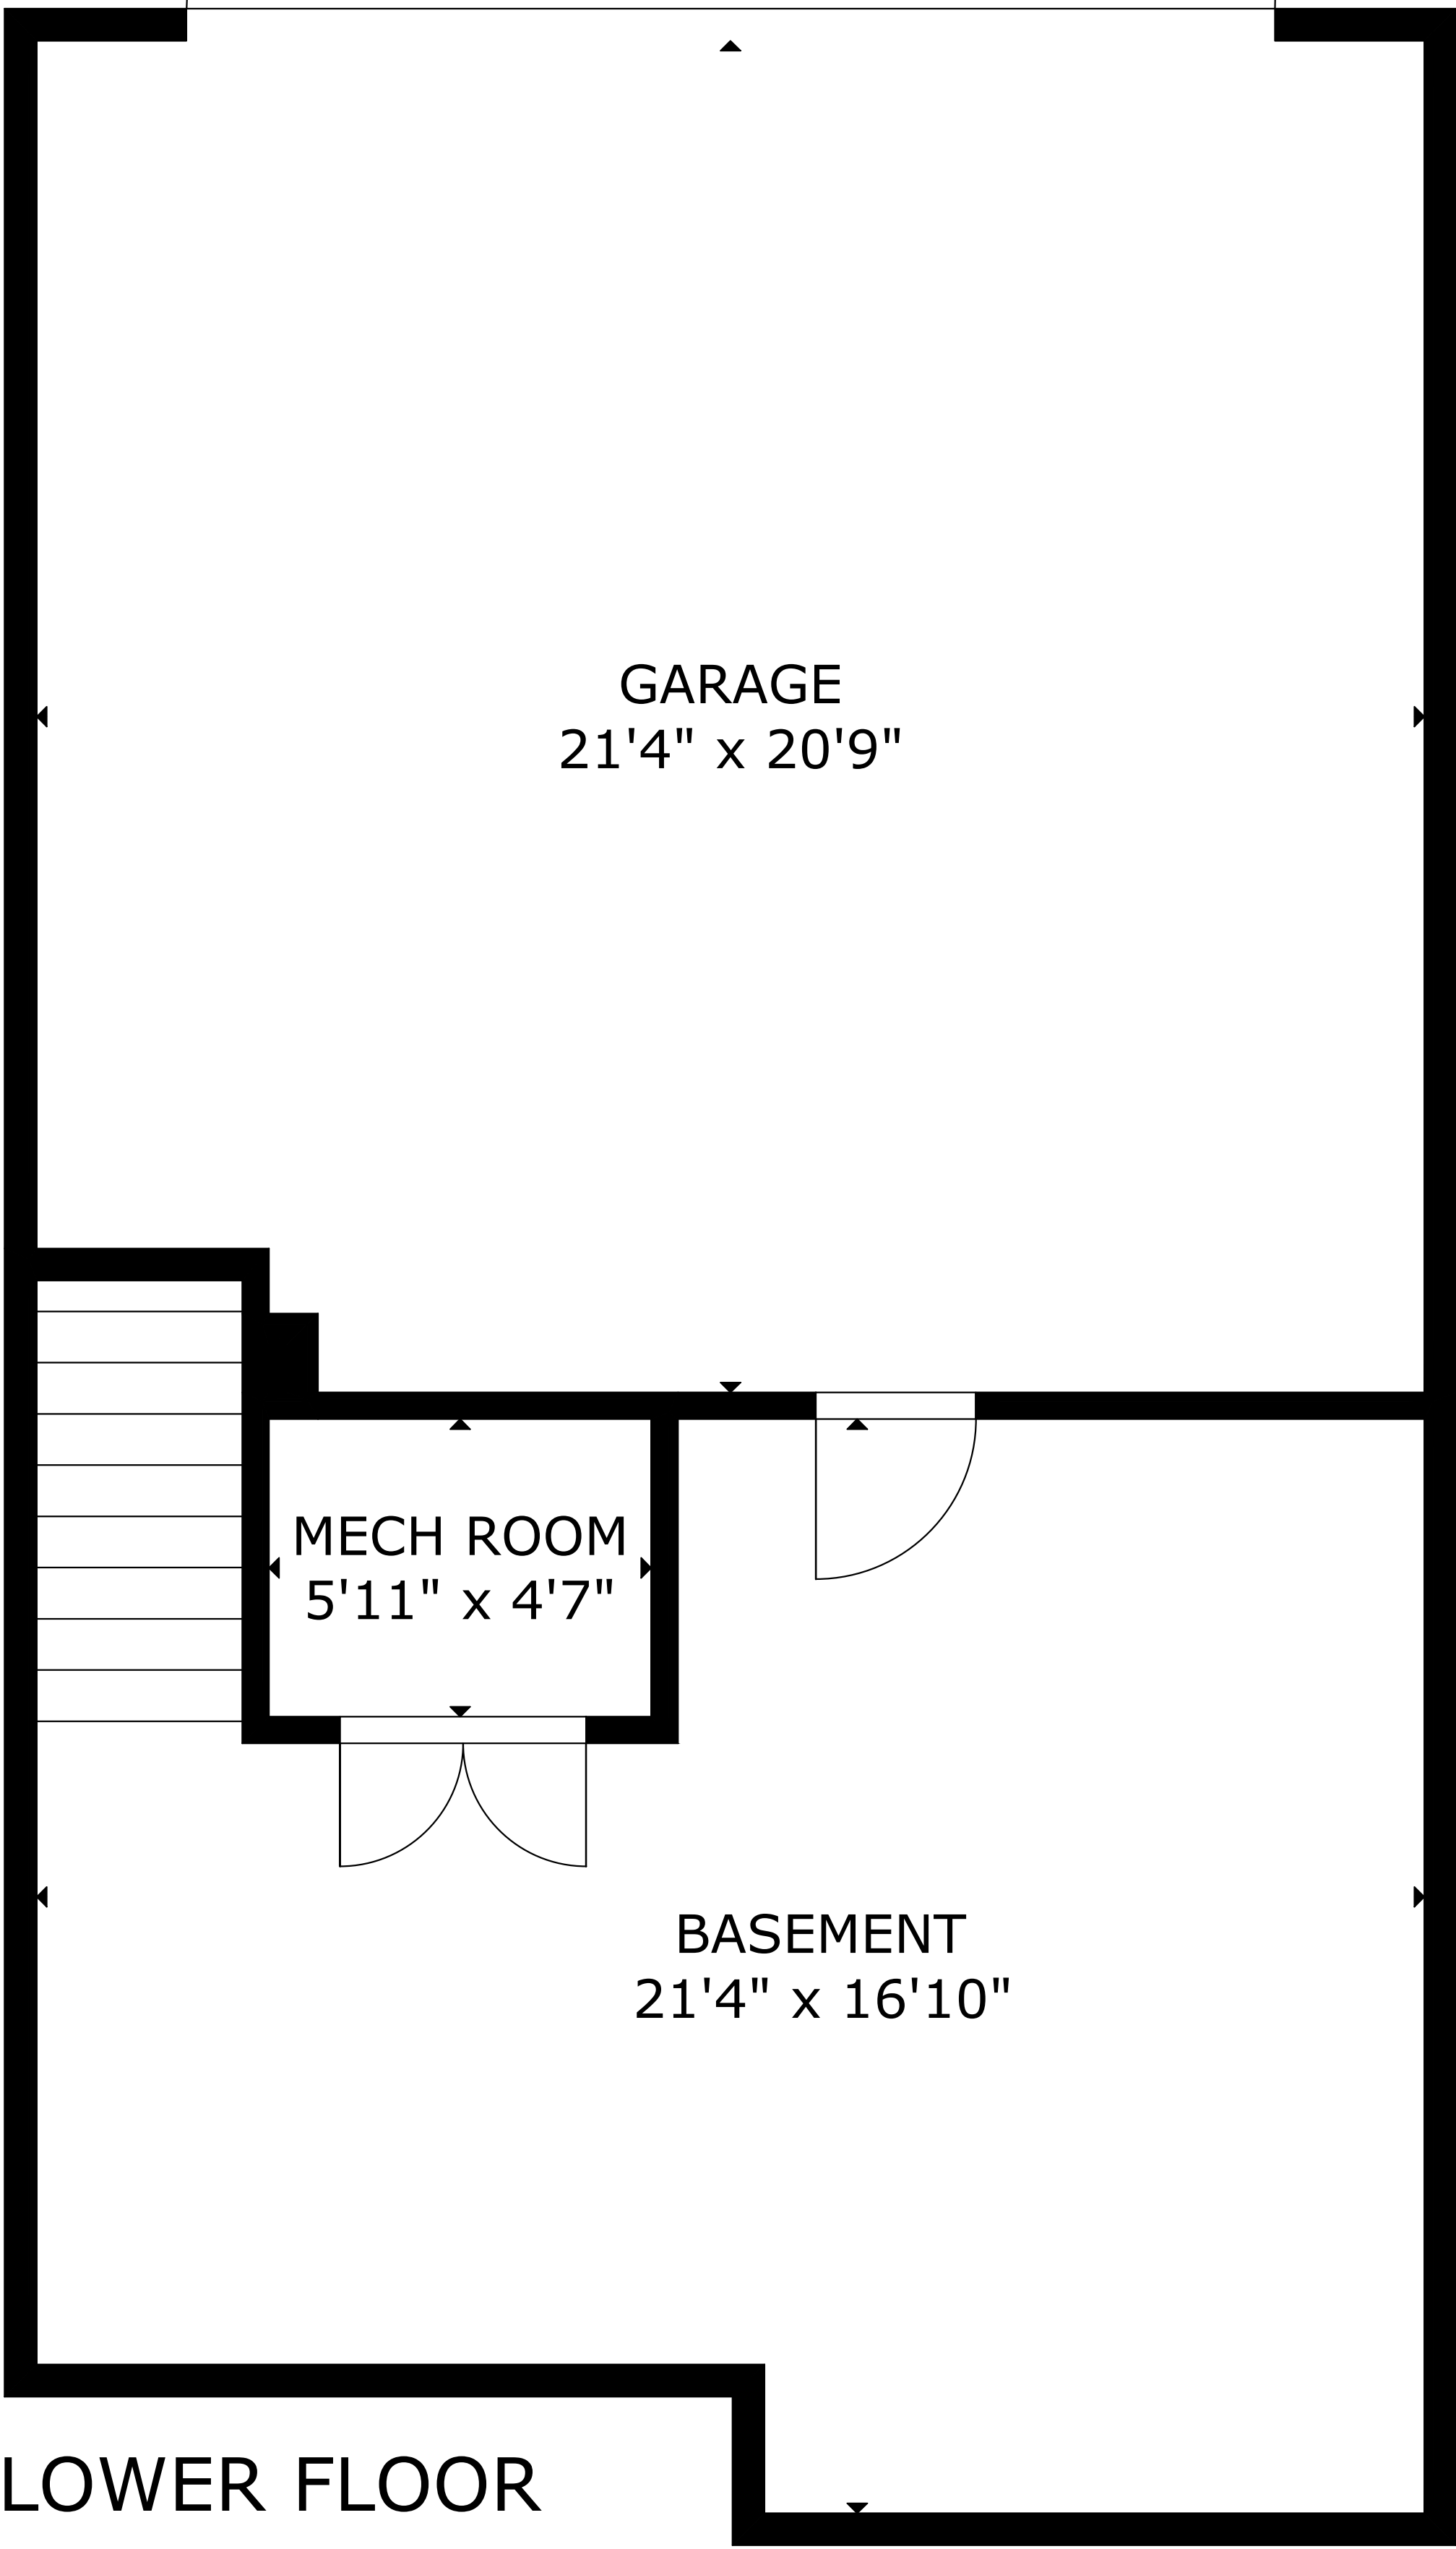 GARAGE
21'4" x 20'9"
MECH ROOM
5'11" x 4'7"
BASEMENT
21'4" x 16'10"
LOWER FLOOR